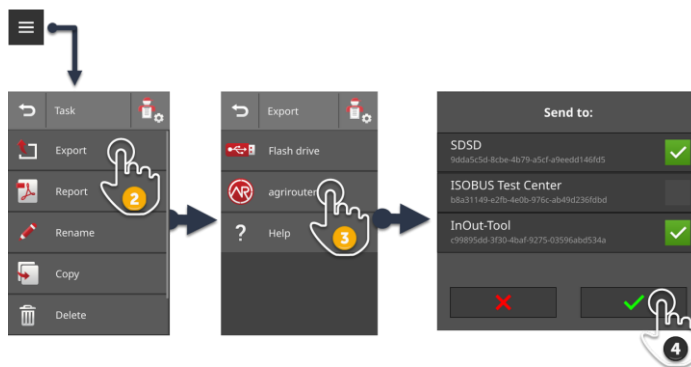 Task
Export
Report
Rename
Copy
Delete
2
Export
Flash drive
agrirouter
? Help
3
Send to:
SDSD
9dda5c5d-8cbe-4b79-a5cf-a9eedd146fd5
ISOBUS Test Center
b8a31149-e2fb-4e0b-976c-ab49d236fdbd
InOut-Tool
c99895dd-3f30-4baf-9275-03596abd534a
4